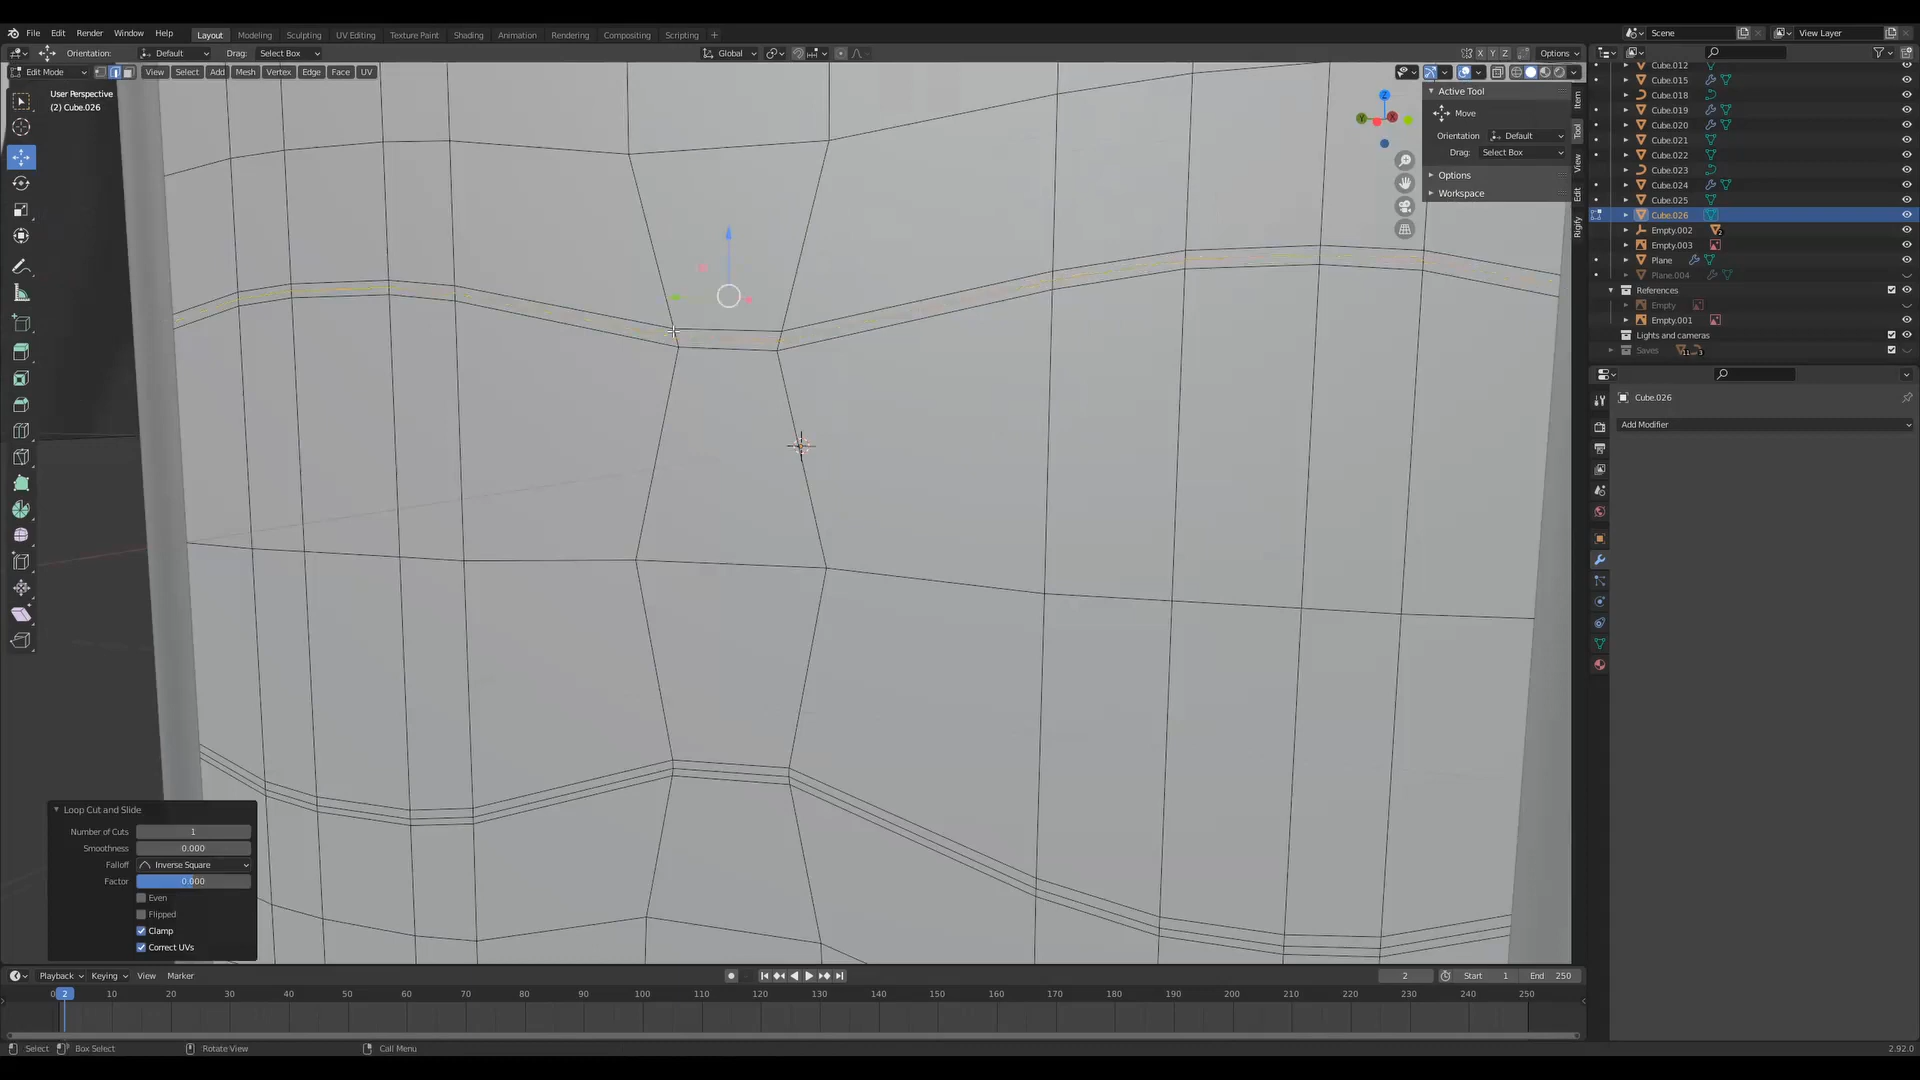 File Edit Render Window Help Layout Modeling Sculpting UV Editing Texture Paint Shading Animation Rendering Compositing Scripting + Scene View Layer
Orientation: Default Drag: Select Box Global X Y Z Options
Edit Mode View Select Add Mesh Vertex Edge Face UV
User Perspective
(2) Cube.026
Active Tool
Move
Orientation Default
Drag: Select Box
Options
Workspace
Item
Tool
View
Edit
Rigify
Z
Y
X
Cube.012
Cube.015
Cube.018
Cube.019
Cube.020
Cube.021
Cube.022
Cube.023
Cube.024
Cube.025
Cube.026
Empty.002
Empty.003
Plane
Plane.004
References
Empty
Empty.001
Lights and cameras
Saves
Cube.026
Add Modifier
Loop Cut and Slide
Number of Cuts 1
Smoothness 0.000
Falloff Inverse Square
Factor 0.000
Even
Flipped
Clamp
Correct UVs
Playback Keying View Marker 2 Start 1 End 250
0 2 10 20 30 40 50 60 70 80 90 100 110 120 130 140 150 160 170 180 190 200 210 220 230 240 250
Select Box Select Rotate View Call Menu 2.92.0